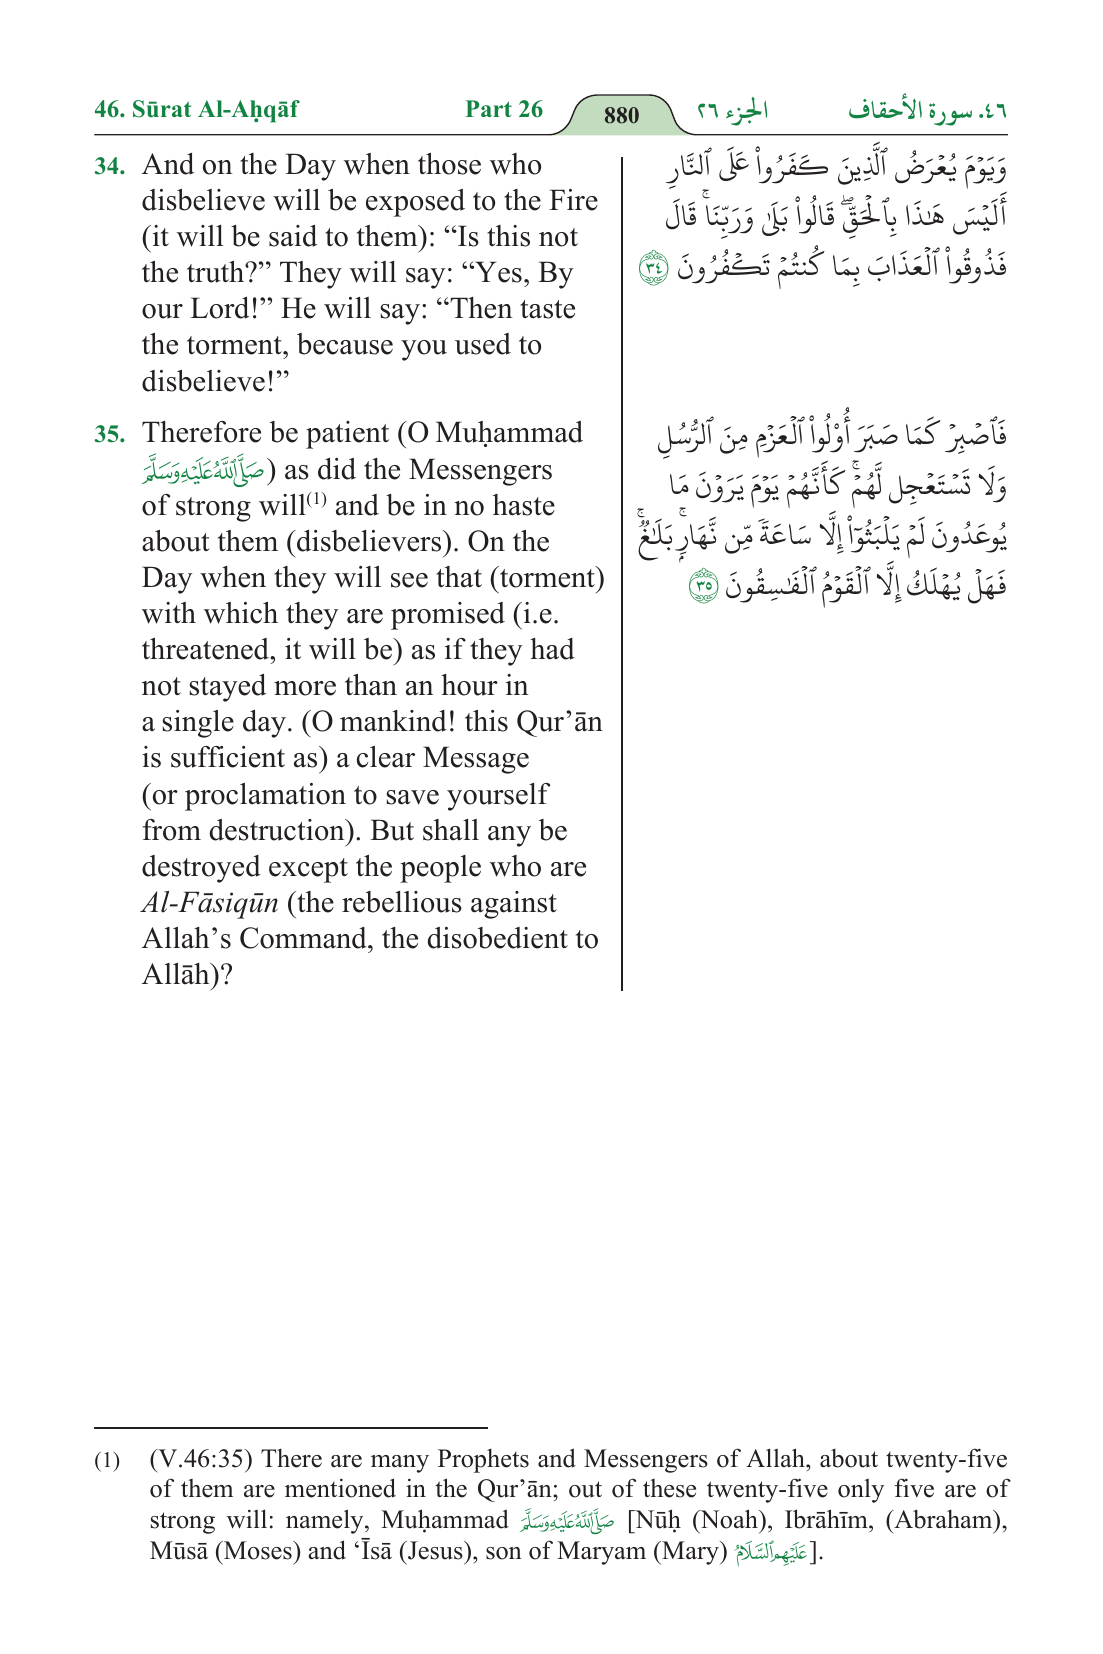 46. Sūrat Al-Aḥqāf Part 26 880 الجزء ٢٦ ٤٦. سورة الأحقاف
34. And on the Day when those who
disbelieve will be exposed to the Fire
(it will be said to them): “Is this not
the truth?” They will say: “Yes, By
our Lord!” He will say: “Then taste
the torment, because you used to
disbelieve!”
وَيَوۡمَ يُعۡرَضُ ٱلَّذِينَ كَفَرُواْ عَلَى ٱلنَّارِ
أَلَيۡسَ هَٰذَا بِٱلۡحَقِّۖ قَالُواْ بَلَىٰ وَرَبِّنَاۚ قَالَ
فَذُوقُواْ ٱلۡعَذَابَ بِمَا كُنتُمۡ تَكۡفُرُونَ ٣٤
35. Therefore be patient (O Muḥammad
صَلَّى ٱللَّهُ عَلَيْهِ وَسَلَّمَ) as did the Messengers
of strong will(1) and be in no haste
about them (disbelievers). On the
Day when they will see that (torment)
with which they are promised (i.e.
threatened, it will be) as if they had
not stayed more than an hour in
a single day. (O mankind! this Qur’ān
is sufficient as) a clear Message
(or proclamation to save yourself
from destruction). But shall any be
destroyed except the people who are
Al-Fāsiqūn (the rebellious against
Allah’s Command, the disobedient to
Allāh)?
فَٱصۡبِرۡ كَمَا صَبَرَ أُوْلُواْ ٱلۡعَزۡمِ مِنَ ٱلرُّسُلِ
وَلَا تَسۡتَعۡجِل لَّهُمۡۚ كَأَنَّهُمۡ يَوۡمَ يَرَوۡنَ مَا
يُوعَدُونَ لَمۡ يَلۡبَثُوٓاْ إِلَّا سَاعَةٗ مِّن نَّهَارِۭۚ بَلَٰغٞۚ
فَهَلۡ يُهۡلَكُ إِلَّا ٱلۡقَوۡمُ ٱلۡفَٰسِقُونَ ٣٥
(1) (V.46:35) There are many Prophets and Messengers of Allah, about twenty-five
of them are mentioned in the Qur’ān; out of these twenty-five only five are of
strong will: namely, Muḥammad صَلَّى ٱللَّهُ عَلَيْهِ وَسَلَّمَ [Nūḥ (Noah), Ibrāhīm, (Abraham),
Mūsā (Moses) and ‘Īsā (Jesus), son of Maryam (Mary) عَلَيْهِم ٱلسَّلَامُ].